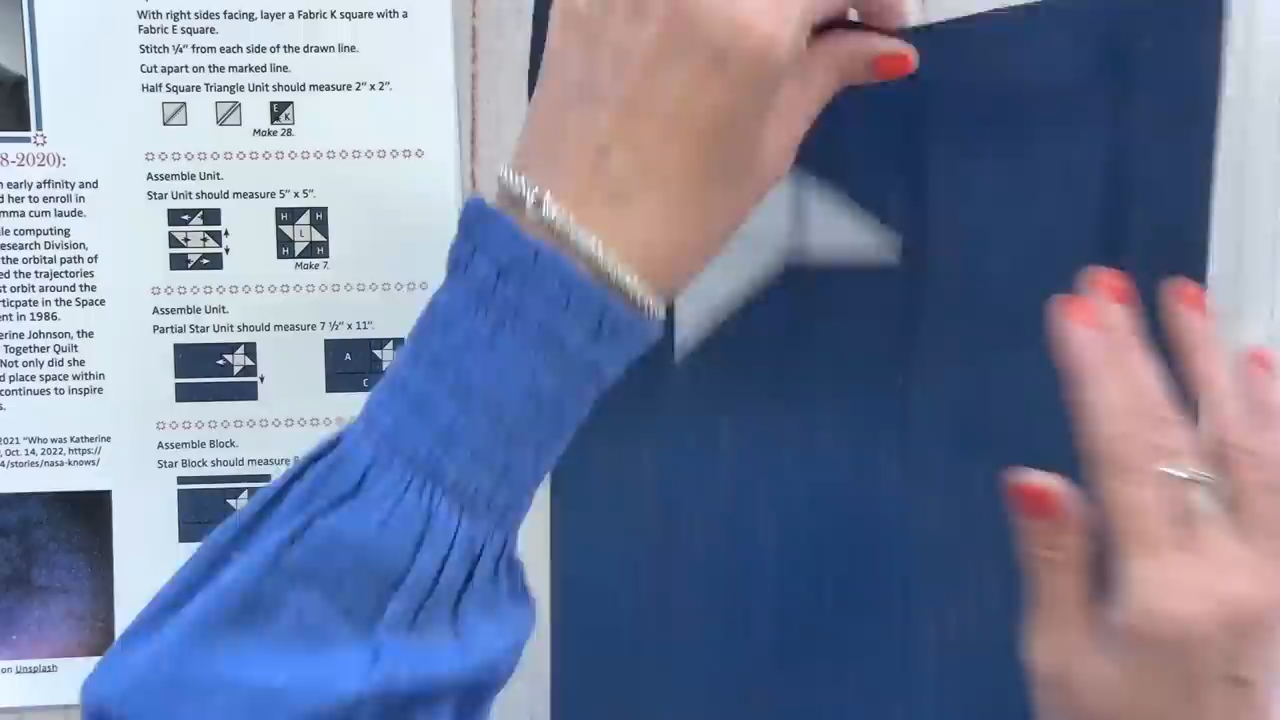 8-2020):
n early affinity and
d her to enroll in
mma cum laude.
le computing
esearch Division,
the orbital path of
ed the trajectories
st orbit around the
rticpate in the Space
ent in 1986.
erine Johnson, the
Together Quilt
Not only did she
d place space within
continues to inspire
s.
2021 "Who was Katherine
, Oct. 14, 2022, https://
4/stories/nasa-knows/
on Unsplash
With right sides facing, layer a Fabric K square with a
Fabric E square.
Stitch ¼" from each side of the drawn line.
Cut apart on the marked line.
Half Square Triangle Unit should measure 2" x 2".
E
K
Make 28.
Assemble Unit.
Star Unit should measure 5" x 5".
H H
L
H H
Make 7.
Assemble Unit.
Partial Star Unit should measure 7 ½" x 11".
A
C
Assemble Block.
Star Block should measure